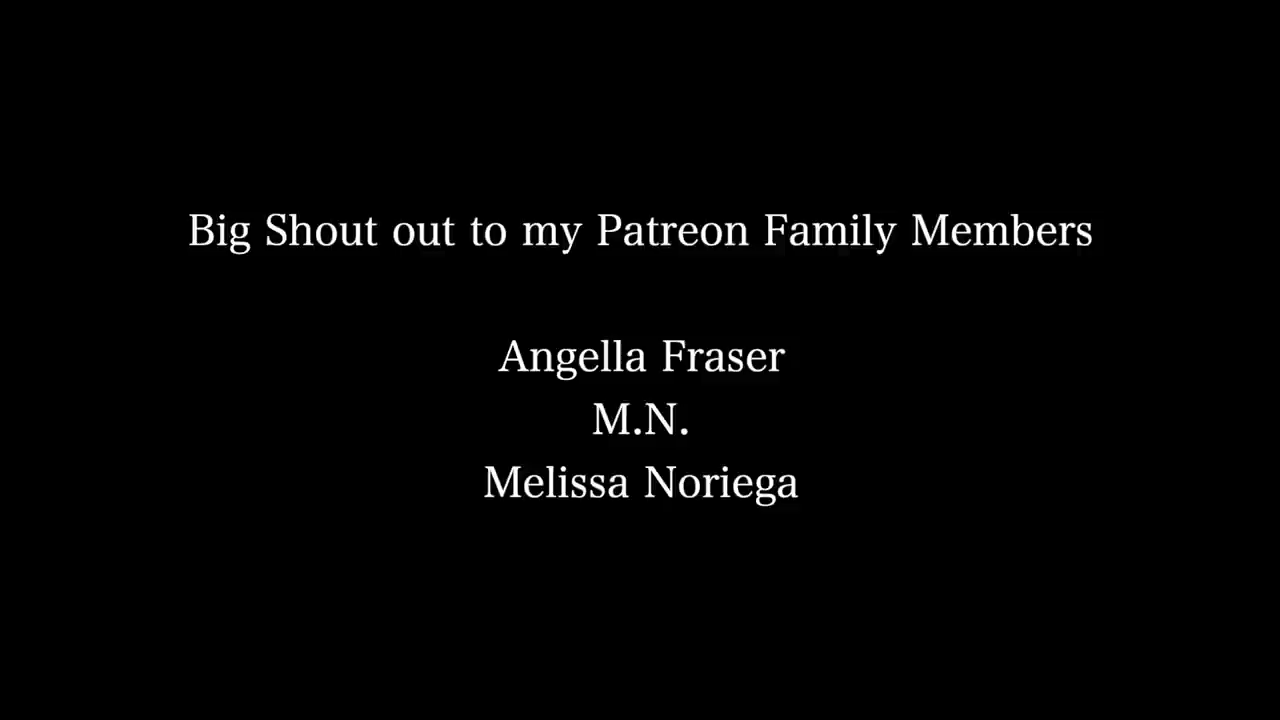 Big Shout out to my Patreon Family Members
Angella Fraser
M.N.
Melissa Noriega